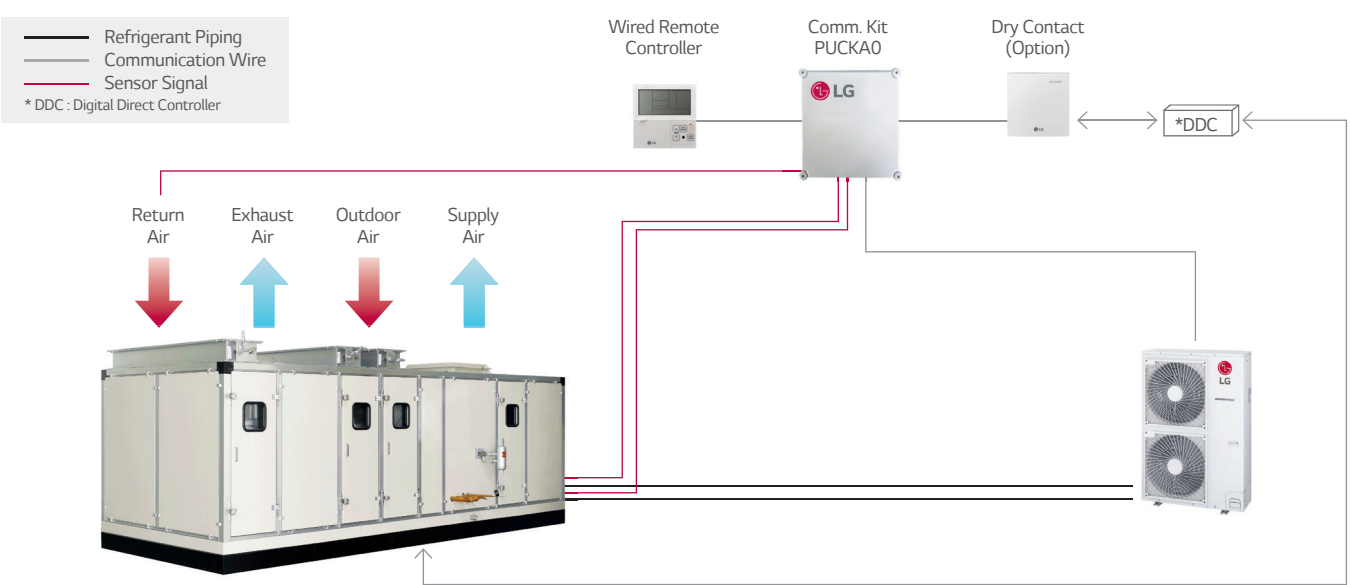 Refrigerant Piping
Communication Wire
Sensor Signal
* DDC : Digital Direct Controller
Wired Remote
Controller
Comm. Kit
PUCKA0
Dry Contact
(Option)
LG
LG
LG
*DDC
Return
Air
Exhaust
Air
Outdoor
Air
Supply
Air
LG